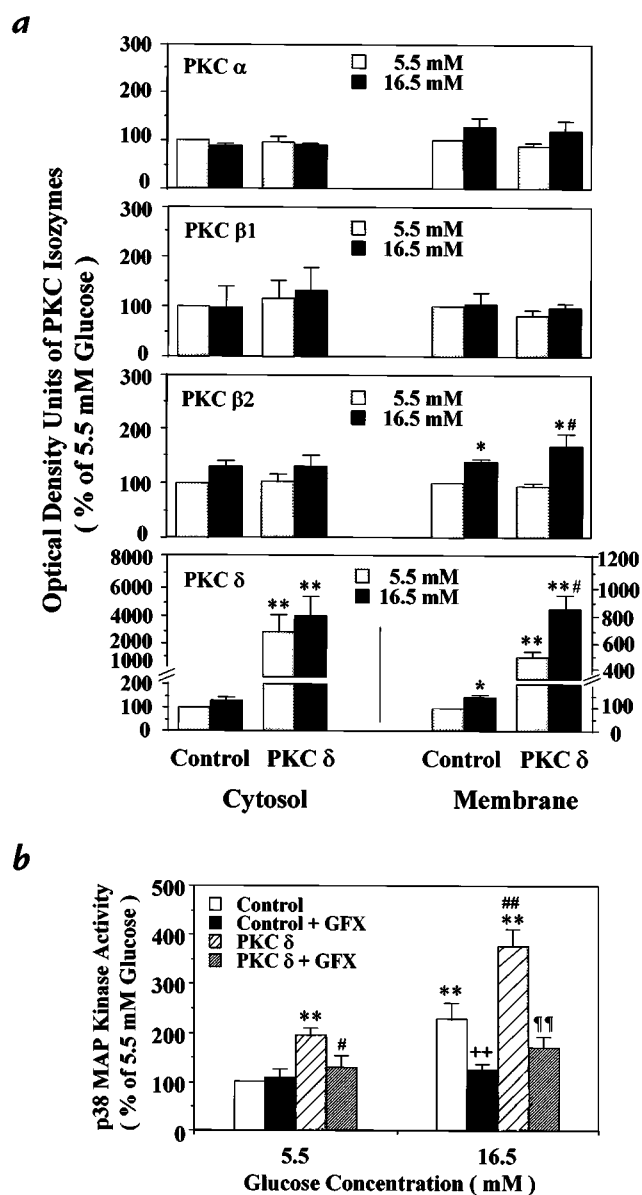 a
Optical Density Units of PKC Isozymes
( % of 5.5 mM Glucose )
300
200
100
0
PKC α
5.5 mM
16.5 mM
300
200
100
0
PKC β1
5.5 mM
16.5 mM
300
200
100
0
PKC β2
5.5 mM
16.5 mM
*
*#
8000
6000
4000
2000
1000
200
100
0
PKC δ
5.5 mM
16.5 mM
**
**
*
**
**#
1200
1000
800
600
400
100
0
Control PKC δ Control PKC δ
Cytosol Membrane
b
p38 MAP Kinase Activity
( % of 5.5 mM Glucose )
500
400
300
200
100
0
Control
Control + GFX
PKC δ
PKC δ + GFX
**
#
**
++
##
**
¶¶
5.5 16.5
Glucose Concentration ( mM )